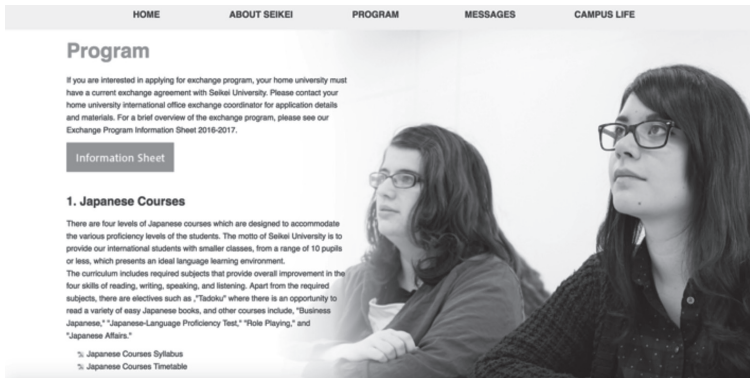 HOME ABOUT SEIKEI PROGRAM MESSAGES CAMPUS LIFE
Program
If you are interested in applying for exchange program, your home university must
have a current exchange agreement with Seikei University. Please contact your
home university international office exchange coordinator for application details
and materials. For a brief overview of the exchange program, please see our
Exchange Program Information Sheet 2016-2017.
Information Sheet
1. Japanese Courses
There are four levels of Japanese courses which are designed to accommodate
the various proficiency levels of the students. The motto of Seikei University is to
provide our international students with smaller classes, from a range of 10 pupils
or less, which presents an ideal language learning environment.
The curriculum includes required subjects that provide overall improvement in the
four skills of reading, writing, speaking, and listening. Apart from the required
subjects, there are electives such as ,"Tadoku" where there is an opportunity to
read a variety of easy Japanese books, and other courses include, "Business
Japanese," "Japanese-Language Proficiency Test," "Role Playing," and
"Japanese Affairs."
Japanese Courses Syllabus
Japanese Courses Timetable